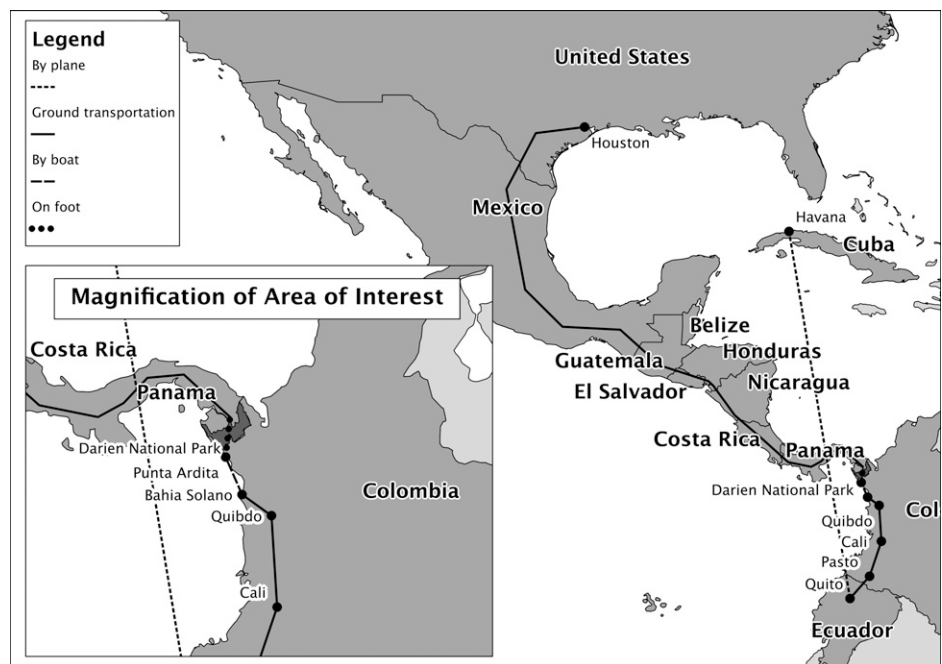 Legend
By plane
Ground transportation
By boat
On foot
United States
Houston
Mexico
Havana
Cuba
Belize
Guatemala
Honduras
El Salvador
Nicaragua
Costa Rica
Panama
Darien National Park
Col
Quibdo
Cali
Pasto
Quito
Ecuador
Magnification of Area of Interest
Costa Rica
Panama
Darien National Park
Punta Ardita
Bahia Solano
Colombia
Quibdo
Cali